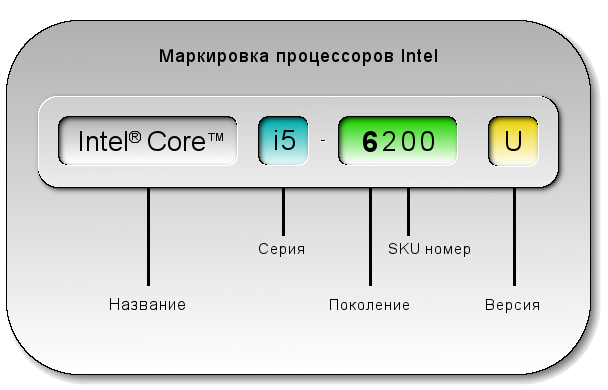 Маркировка процессоров Intel
Intel® Core™ i5 - 6200 U
Серия SKU номер
Название Поколение Версия